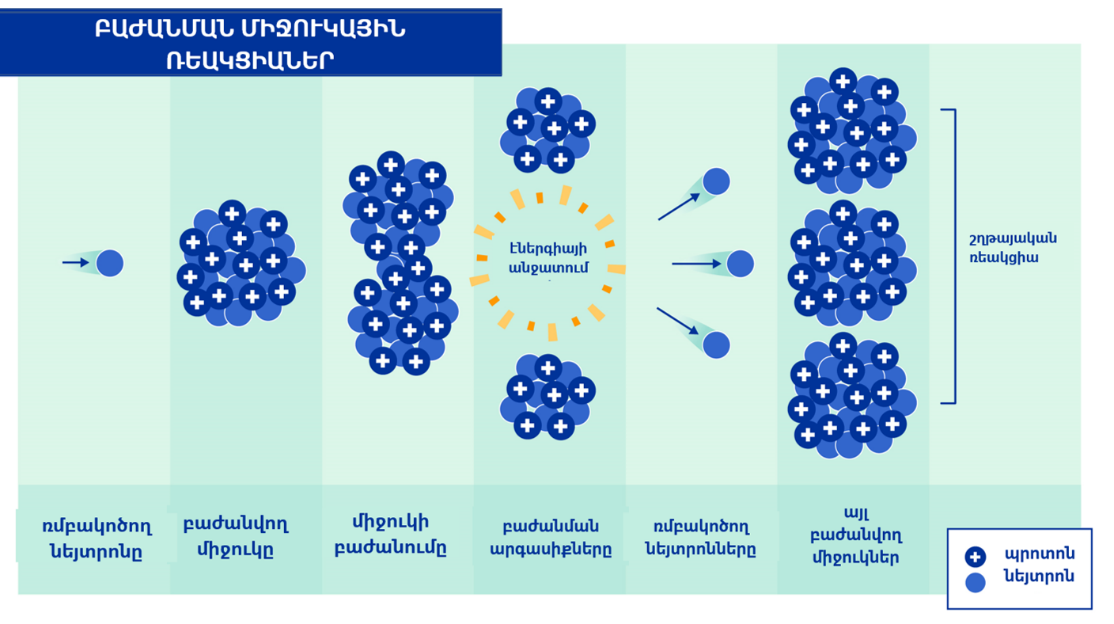 ԲԱԺԱՆՄԱՆ ՄԻՋՈՒԿԱՅԻՆ
ՌԵԱԿՑԻԱՆԵՐ
էներգիայի
անջատում
շղթայական
ռեակցիա
ռմբակոծող
նեյտրոնը
բաժանվող
միջուկը
միջուկի
բաժանումը
բաժանման
արգասիքները
ռմբակոծող
նեյտրոնները
այլ
բաժանվող
միջուկներ
պրոտոն
նեյտրոն